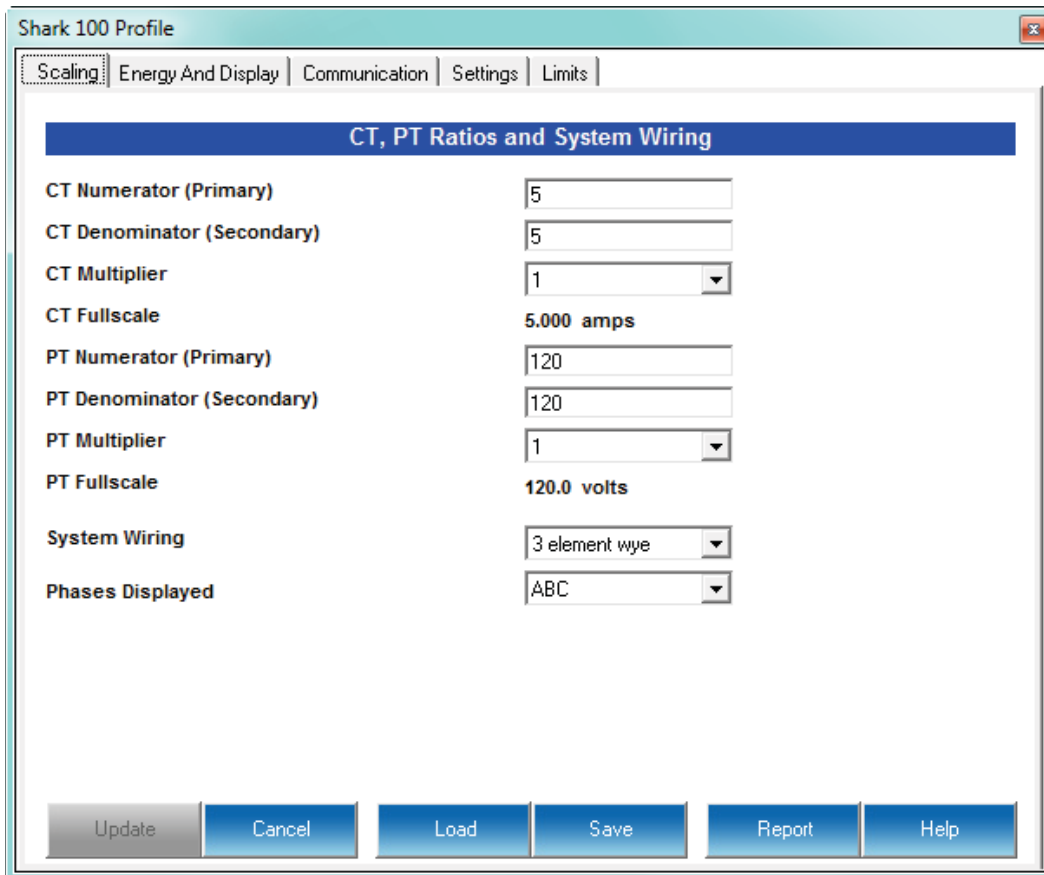 Shark 100 Profile
Scaling Energy And Display Communication Settings Limits
CT, PT Ratios and System Wiring
CT Numerator (Primary) 5
CT Denominator (Secondary) 5
CT Multiplier 1
CT Fullscale 5.000 amps
PT Numerator (Primary) 120
PT Denominator (Secondary) 120
PT Multiplier 1
PT Fullscale 120.0 volts
System Wiring 3 element wye
Phases Displayed ABC
Update Cancel Load Save Report Help